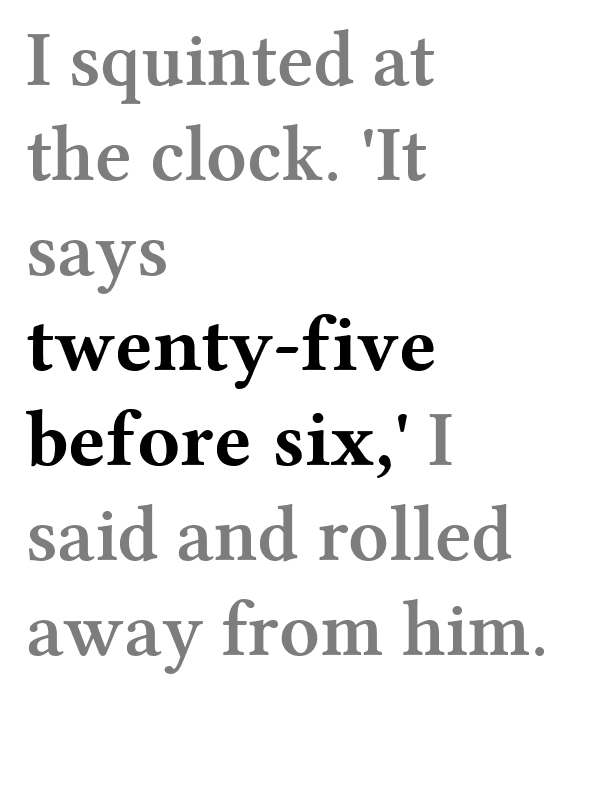 I squinted at
the clock. 'It
says
twenty-five
before six,' I
said and rolled
away from him.